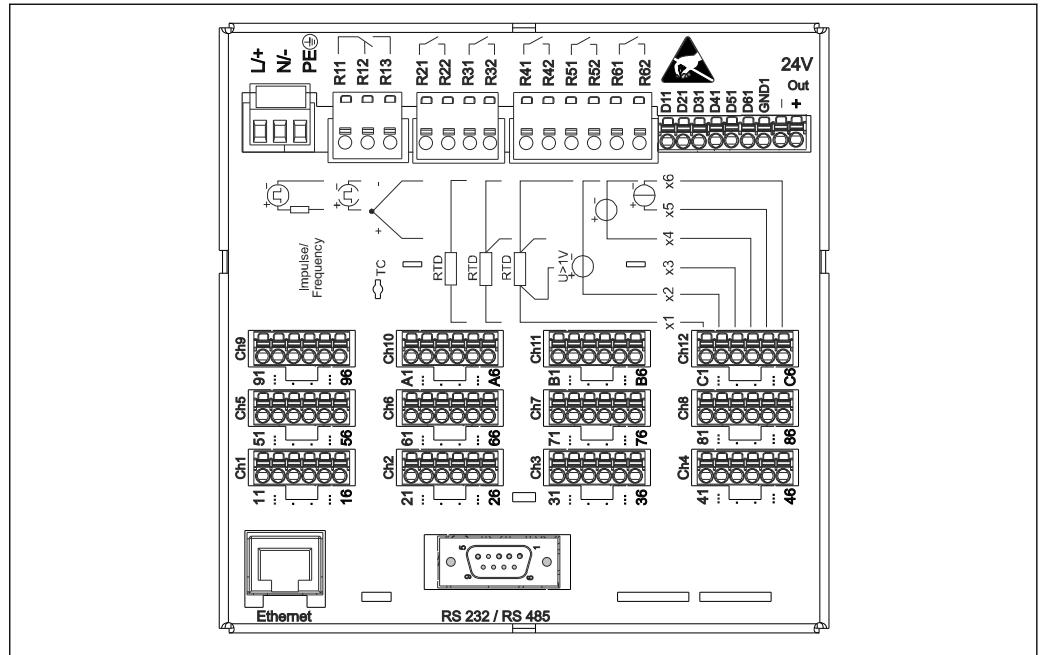 L/+ N/- PE R11 R12 R13 R21 R22 R31 R32 R41 R42 R51 R52 R61 R62
24V
Out
D11 D21 D31 D41 D51 D61 GND1 - +
+ - + - - + - + - + -
Impulse/
Frequency
TC
RTD RTD RTD U>1V + -
x6
x5
x4
x3
x2
x1
Ch9 Ch10 Ch11 Ch12
91 96 A1 A6 B1 B6 C1 C6
Ch5 Ch6 Ch7 Ch8
51 56 61 66 71 76 81 86
Ch1 Ch2 Ch3 Ch4
11 16 21 26 31 36 41 46
5 1
9 6
Ethernet RS 232 / RS 485